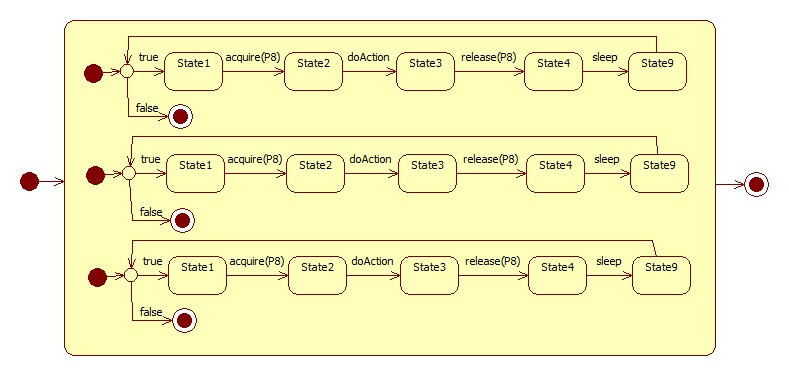 true acquire(P8) doAction release(P8) sleep
State1 State2 State3 State4 State9
false
true acquire(P8) doAction release(P8) sleep
State1 State2 State3 State4 State9
false
true acquire(P8) doAction release(P8) sleep
State1 State2 State3 State4 State9
false